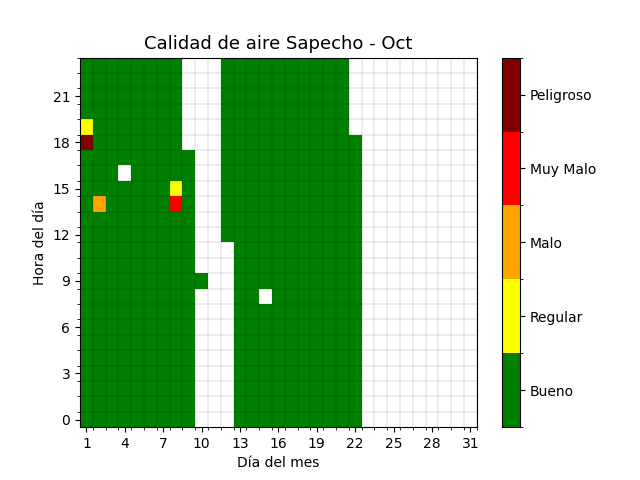 Calidad de aire Sapecho - Oct
Hora del día
21
18
15
12
9
6
3
0
1 4 7 10 13 16 19 22 25 28 31
Día del mes
Peligroso
Muy Malo
Malo
Regular
Bueno